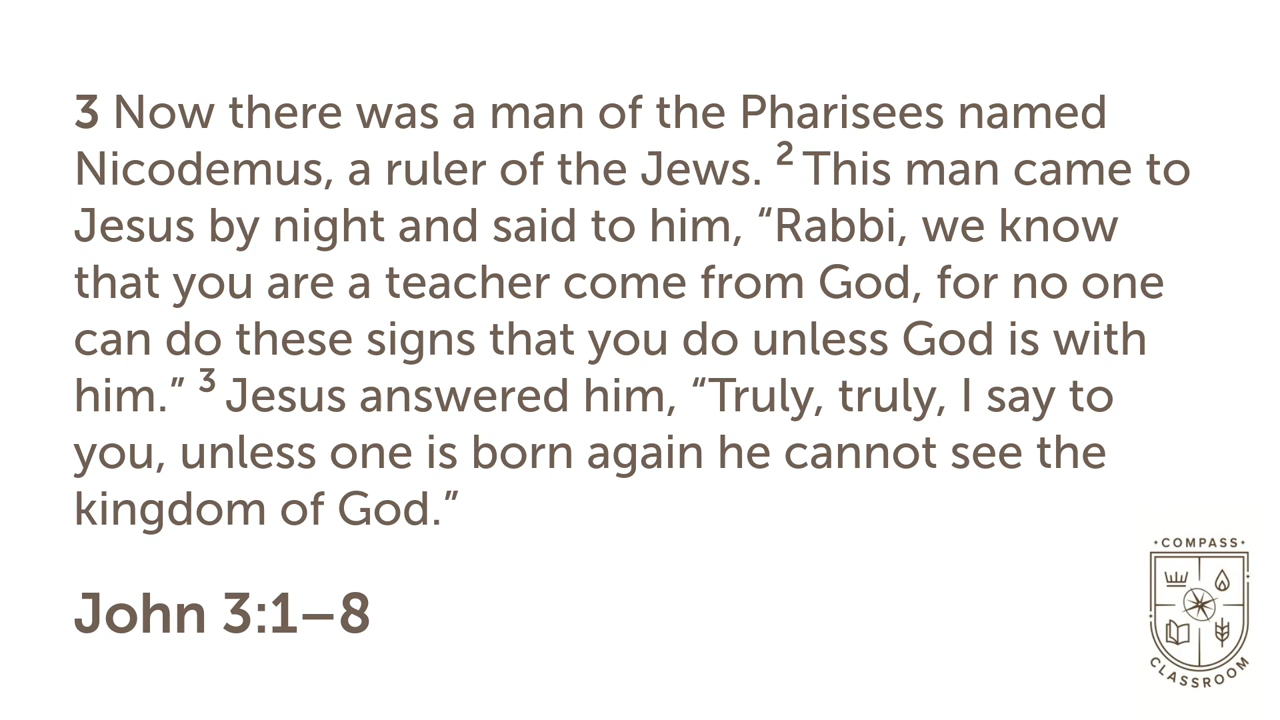 3 Now there was a man of the Pharisees named
Nicodemus, a ruler of the Jews. 2 This man came to
Jesus by night and said to him, “Rabbi, we know
that you are a teacher come from God, for no one
can do these signs that you do unless God is with
him.” 3 Jesus answered him, “Truly, truly, I say to
you, unless one is born again he cannot see the
kingdom of God.”
John 3:1–8
·COMPASS·
CLASSROOM